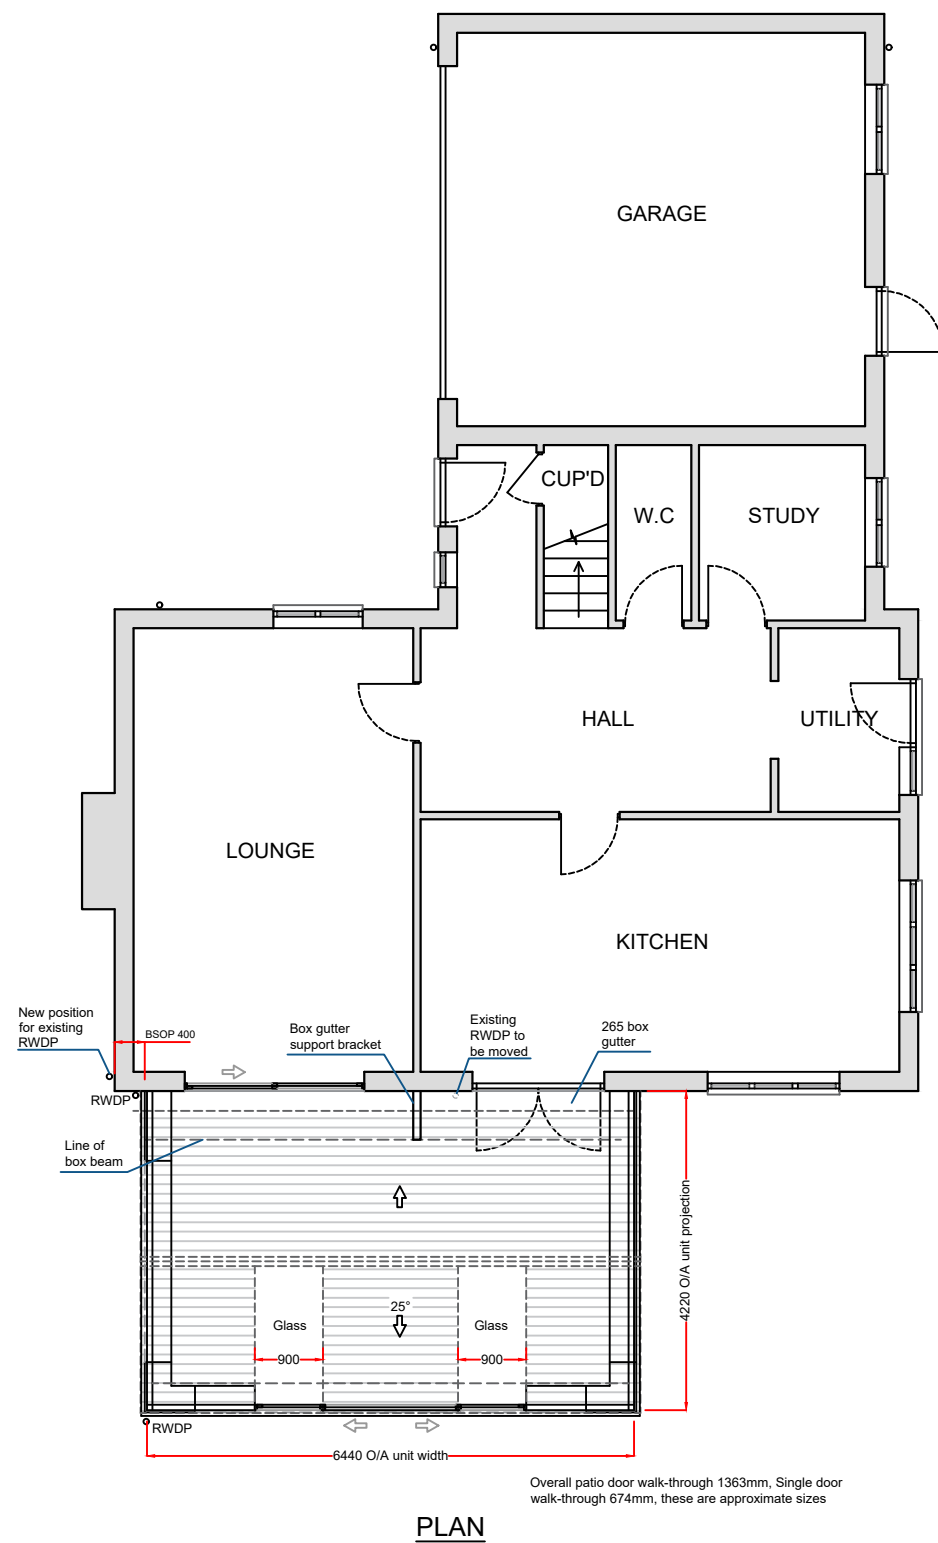 GARAGE
CUP'D
W.C
STUDY
HALL
UTILITY
LOUNGE
KITCHEN
New position
for existing
RWDP
BSOP 400
Box gutter
support bracket
Existing
RWDP to
be moved
265 box
gutter
RWDP
Line of
box beam
4220 O/A unit projection
25°
Glass
Glass
900
900
RWDP
6440 O/A unit width
Overall patio door walk-through 1363mm, Single door
walk-through 674mm, these are approximate sizes
PLAN